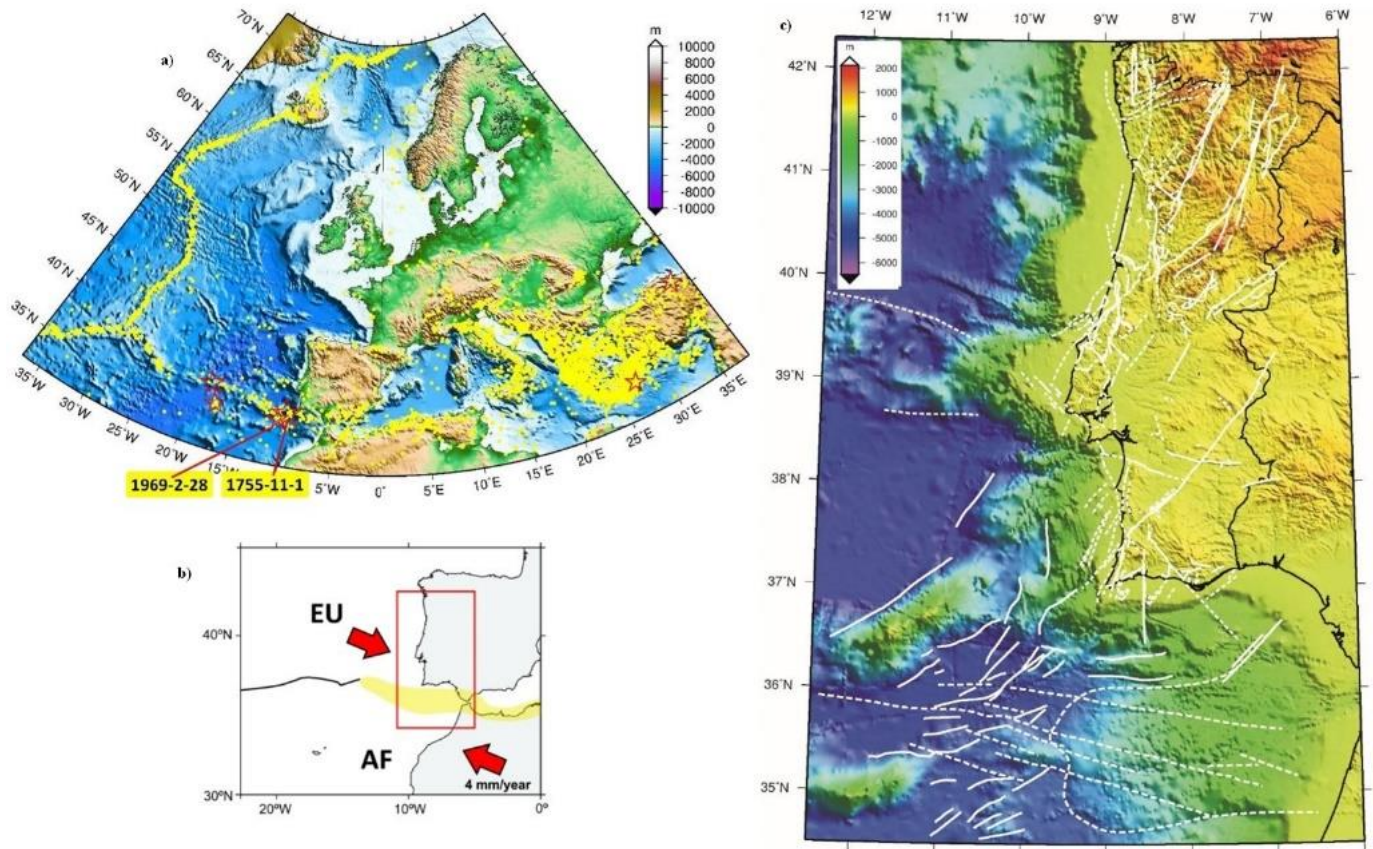 a)
70˚N
65˚N
60˚N
55˚N
50˚N
45˚N
40˚N
35˚N
35˚W
30˚W
25˚W
20˚W
15˚W
5˚W
0˚
5˚E
10˚E
15˚E
20˚E
25˚E
30˚E
35˚E
m
10000
8000
6000
4000
2000
0
-2000
-4000
-6000
-8000
-10000
1969-2-28
1755-11-1
b)
40˚N
30˚N
20˚W
10˚W
0˚
EU
AF
4 mm/year
c)
12˚W
11˚W
10˚W
9˚W
8˚W
7˚W
6˚W
m
2000
1000
0
-1000
-2000
-3000
-4000
-5000
-6000
42˚N
41˚N
40˚N
39˚N
38˚N
37˚N
36˚N
35˚N